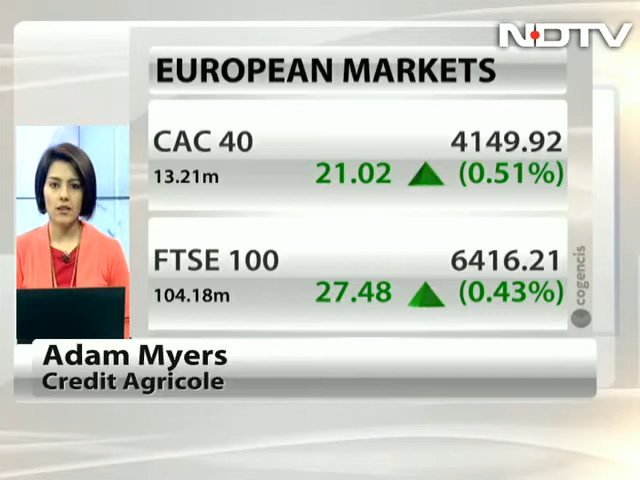 NDTV
EUROPEAN MARKETS
CAC 40 4149.92
13.21m 21.02 (0.51%)
FTSE 100 6416.21
104.18m 27.48 (0.43%)
cogencis
Adam Myers
Credit Agricole